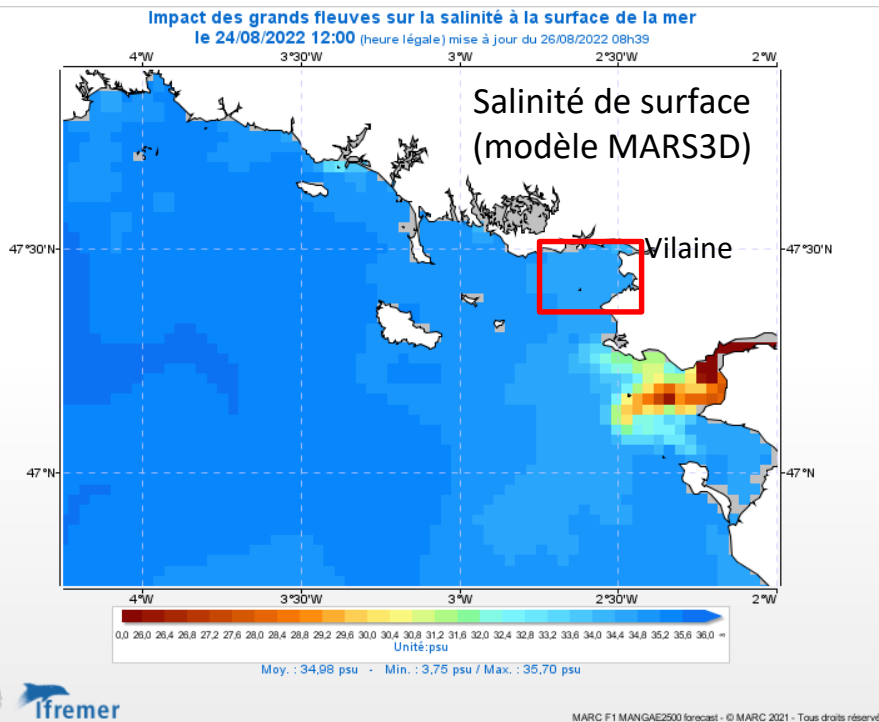 Impact des grands fleuves sur la salinité à la surface de la mer
le 24/08/2022 12:00 (heure légale) mise à jour du 26/08/2022 08h39
4°W 3°30'W 3°W 2°30'W 2°W
Salinité de surface
(modèle MARS3D)
47°30'N Vilaine 47°30'N
47°N 47°N
4°W 3°30'W 3°W 2°30'W 2°W
0,0 26,0 26,4 26,8 27,2 27,6 28,0 28,4 28,8 29,2 29,6 30,0 30,4 30,8 31,2 31,6 32,0 32,4 32,8 33,2 33,6 34,0 34,4 34,8 35,2 35,6 36,0 ∞
Unité:psu
Moy. : 34,98 psu - Min. : 3,75 psu / Max. : 35,70 psu
Ifremer
MARC F1 MANGAE2500 forecast - © MARC 2021 - Tous droits réservé